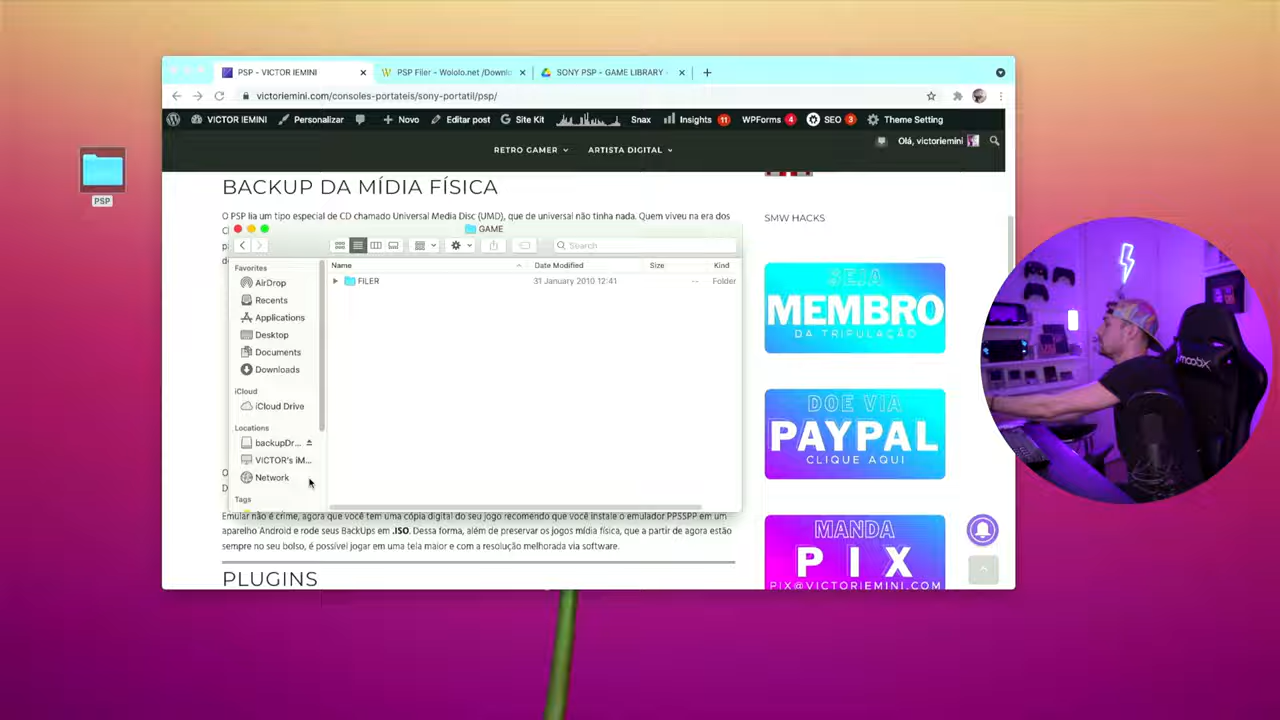 PSP - VICTOR IEMINI
PSP Filer - Wololo.net /Downlo
SONY PSP - GAME LIBRARY -
victoriemini.com/consoles-portateis/sony-portatil/psp/
VICTOR IEMINI
Personalizar
Novo
Editar post
Site Kit
Snax
Insights
11
WPForms
4
SEO
3
Theme Setting
RETRO GAMER
ARTISTA DIGITAL
Olá, victoriemini
BACKUP DA MÍDIA FÍSICA
O PSP lia um tipo especial de CD chamado Universal Media Disc (UMD), que de universal não tinha nada. Quem viveu na era dos
SMW HACKS
GAME
Search
Favorites
Name
Date Modified
Size
Kind
AirDrop
FILER
31 January 2010 12:41
--
Folder
Recents
Applications
Desktop
Documents
Downloads
iCloud
iCloud Drive
Locations
backupDr...
VICTOR's iM...
Network
Tags
PSP
SEJA
MEMBRO
DA TRIPULAÇÃO
DOE VIA
PAYPAL
CLIQUE AQUI
MANDA
PIX
PIX@VICTORIEMINI.COM
Emular não é crime, agora que você tem uma cópia digital do seu jogo recomendo que você instale o emulador PPSSPP em um
aparelho Android e rode seus BackUps em .ISO. Dessa forma, além de preservar os jogos mídia física, que a partir de agora estão
sempre no seu bolso, é possível jogar em uma tela maior e com a resolução melhorada via software.
PLUGINS
moobx